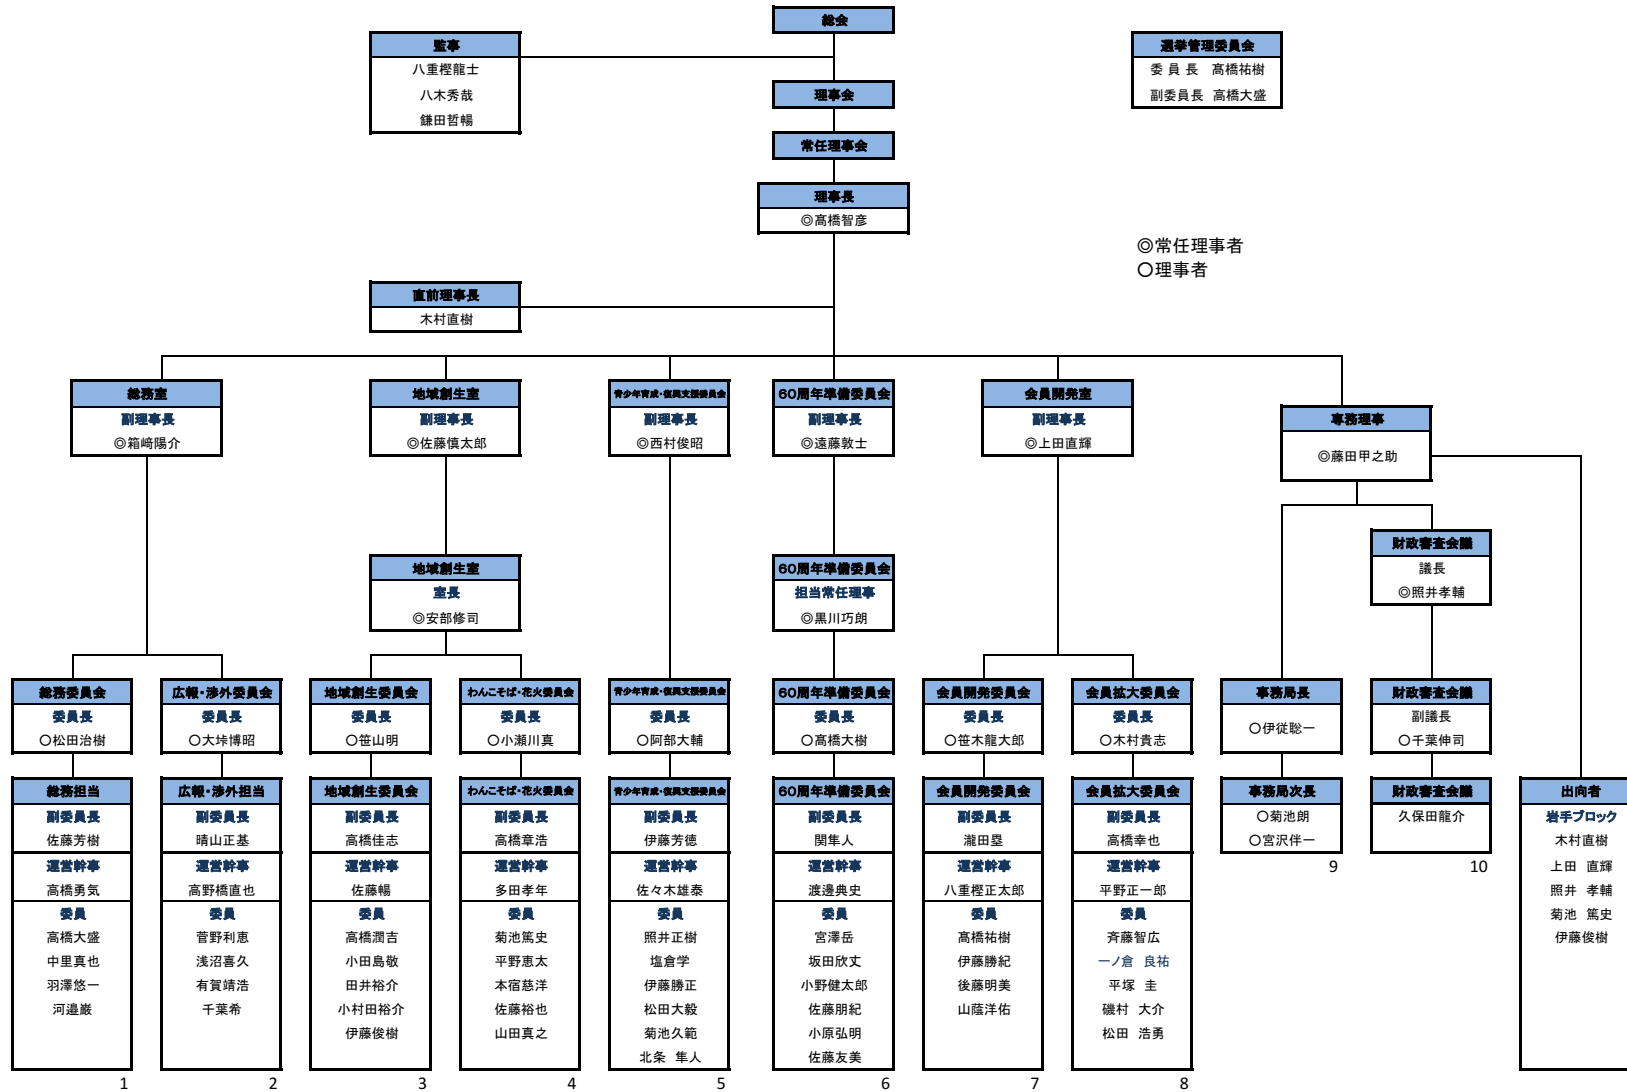 総会
監事
八重樫龍士
八木秀哉
鎌田哲暢
選挙管理委員会
委 員 長　髙橋祐樹
副委員長　高橋大盛
理事会
常任理事会
理事長
◎髙橋智彦
◎常任理事者
〇理事者
直前理事長
木村直樹
総務室
副理事長
◎箱﨑陽介
地域創生室
副理事長
◎佐藤慎太郎
青少年育成・復興支援委員会
副理事長
◎西村俊昭
60周年準備委員会
副理事長
◎遠藤敦士
会員開発室
副理事長
◎上田直輝
専務理事
◎藤田甲之助
地域創生室
室長
◎安部修司
60周年準備委員会
担当常任理事
◎黒川巧朗
財政審査会議
議長
◎照井孝輔
総務委員会
委員長
〇松田治樹
広報・渉外委員会
委員長
〇大垰博昭
地域創生委員会
委員長
〇笹山明
わんこそば・花火委員会
委員長
〇小瀬川真
青少年育成・復興支援委員会
委員長
〇阿部大輔
60周年準備委員会
委員長
〇髙橋大樹
会員開発委員会
委員長
〇笹木龍大郎
会員拡大委員会
委員長
〇木村貴志
事務局長
〇伊従聡一
財政審査会議
副議長
〇千葉伸司
総務担当
副委員長
佐藤芳樹
運営幹事
高橋勇気
委員
高橋大盛
中里真也
羽澤悠一
河邉巌
1
広報・渉外担当
副委員長
晴山正基
運営幹事
高野橋直也
委員
菅野利恵
浅沼喜久
有賀靖浩
千葉希
2
地域創生委員会
副委員長
高橋佳志
運営幹事
佐藤暢
委員
高橋潤吉
小田島敬
田井裕介
小村田裕介
伊藤俊樹
3
わんこそば・花火委員会
副委員長
高橋章浩
運営幹事
多田孝年
委員
菊池篤史
平野恵太
本宿慈洋
佐藤裕也
山田真之
4
青少年育成・復興支援委員会
副委員長
伊藤芳徳
運営幹事
佐々木雄泰
委員
照井正樹
塩倉学
伊藤勝正
松田大毅
菊池久範
北条　隼人
5
60周年準備委員会
副委員長
関隼人
運営幹事
渡邊典史
委員
宮澤岳
坂田欣丈
小野健太郎
佐藤朋紀
小原弘明
佐藤友美
6
会員開発委員会
副委員長
瀧田塁
運営幹事
八重樫正太郎
委員
髙橋祐樹
伊藤勝紀
後藤明美
山蔭洋佑
7
会員拡大委員会
副委員長
高橋幸也
運営幹事
平野正一郎
委員
斉藤智広
一ノ倉　良祐
平塚　圭
磯村　大介
松田　浩勇
8
事務局次長
〇菊池朗
〇宮沢伴一
9
財政審査会議
久保田龍介
10
出向者
岩手ブロック
木村直樹
上田　直輝
照井　孝輔
菊池　篤史
伊藤俊樹